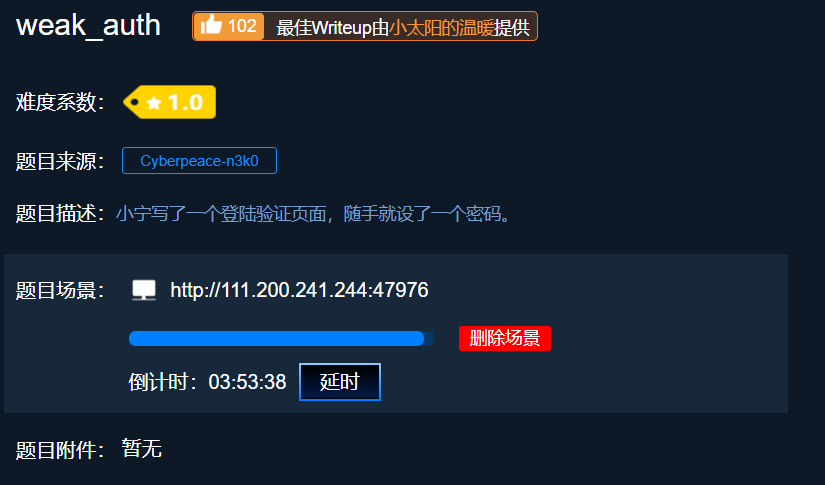 weak_auth 102 最佳Writeup由小太阳的温暖提供
难度系数： 1.0
题目来源： Cyberpeace-n3k0
题目描述：小宁写了一个登陆验证页面，随手就设了一个密码。
题目场景： http://111.200.241.244:47976
删除场景
倒计时：03:53:38 延时
题目附件： 暂无